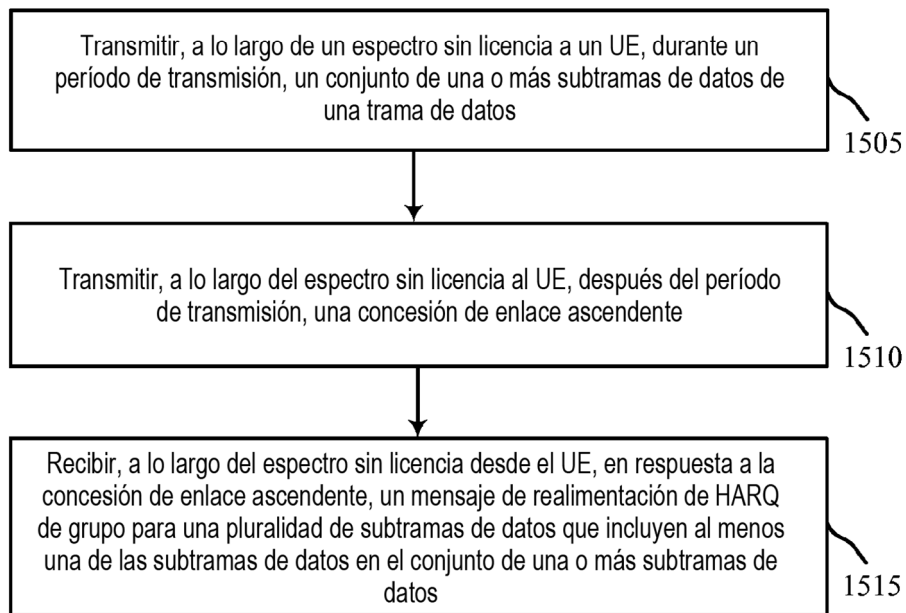 Transmitir, a lo largo de un espectro sin licencia a un UE, durante un
período de transmisión, un conjunto de una o más subtramas de datos de
una trama de datos
1505
Transmitir, a lo largo del espectro sin licencia al UE, después del período
de transmisión, una concesión de enlace ascendente
1510
Recibir, a lo largo del espectro sin licencia desde el UE, en respuesta a la
concesión de enlace ascendente, un mensaje de realimentación de HARQ
de grupo para una pluralidad de subtramas de datos que incluyen al menos
una de las subtramas de datos en el conjunto de una o más subtramas de
datos
1515